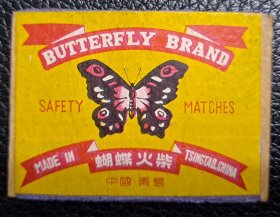 BUTTERFLY BRAND
SAFETY MATCHES
MADE IN 蝴蝶火柴 TSINGTAO, CHINA
中國 青島